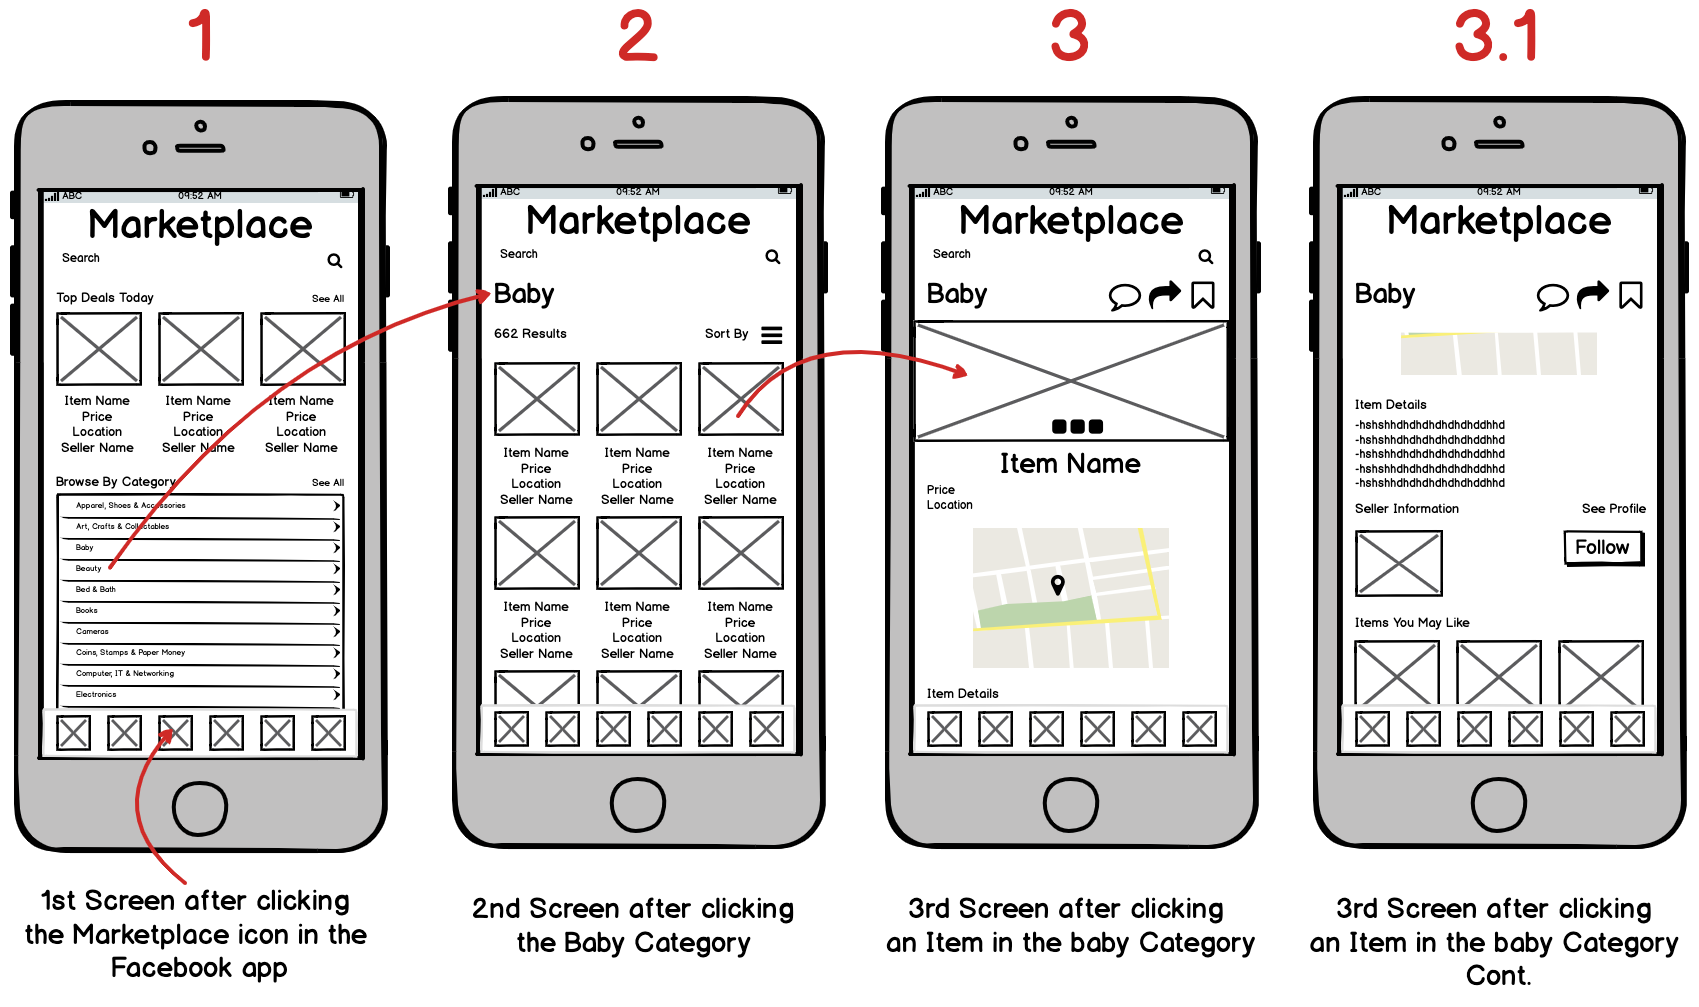 1
ABC 09:52 AM
Marketplace
Search
Top Deals Today See All
Item Name Item Name Item Name
Price Price Price
Location Location Location
Seller Name Seller Name Seller Name
Browse By Category See All
Apparel, Shoes & Accessories
Art, Crafts & Collectables
Baby
Beauty
Bed & Bath
Books
Cameras
Coins, Stamps & Paper Money
Computer, IT & Networking
Electronics
1st Screen after clicking
the Marketplace icon in the
Facebook app
2
ABC 09:52 AM
Marketplace
Search
Baby
662 Results Sort By
Item Name Item Name Item Name
Price Price Price
Location Location Location
Seller Name Seller Name Seller Name
Item Name Item Name Item Name
Price Price Price
Location Location Location
Seller Name Seller Name Seller Name
2nd Screen after clicking
the Baby Category
3
ABC 09:52 AM
Marketplace
Search
Baby
Item Name
Price
Location
Item Details
3rd Screen after clicking
an Item in the baby Category
3.1
ABC 09:52 AM
Marketplace
Baby
Item Details
-hshshhdhdhdhdhdhdhddhd
-hshshhdhdhdhdhdhdhddhd
-hshshhdhdhdhdhdhdhddhd
-hshshhdhdhdhdhdhdhddhd
-hshshhdhdhdhdhdhdhddhd
Seller Information See Profile
Follow
Items You May Like
3rd Screen after clicking
an Item in the baby Category
Cont.